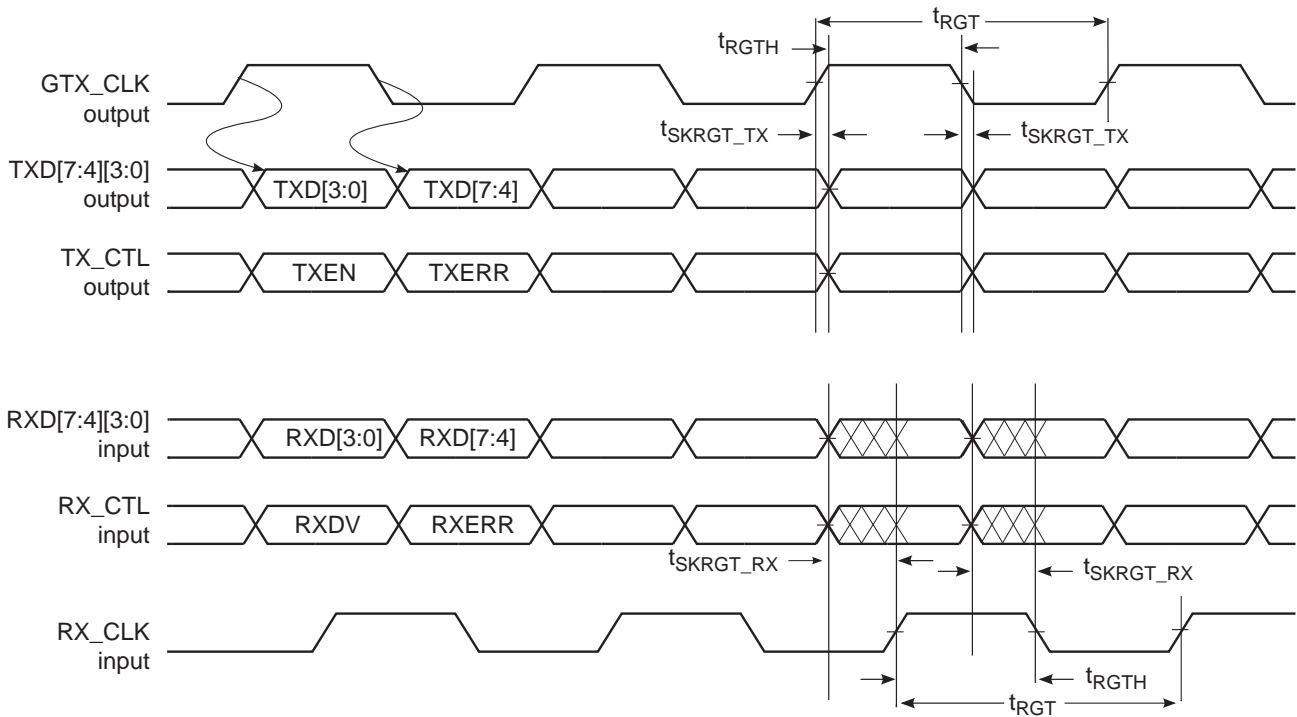 tRGT
tRGTH
GTX_CLK
output
tSKRGT_TX
tSKRGT_TX
TXD[7:4][3:0]
output
TXD[3:0]
TXD[7:4]
TX_CTL
output
TXEN
TXERR
RXD[7:4][3:0]
input
RXD[3:0]
RXD[7:4]
RX_CTL
input
RXDV
RXERR
tSKRGT_RX
tSKRGT_RX
RX_CLK
input
tRGTH
tRGT